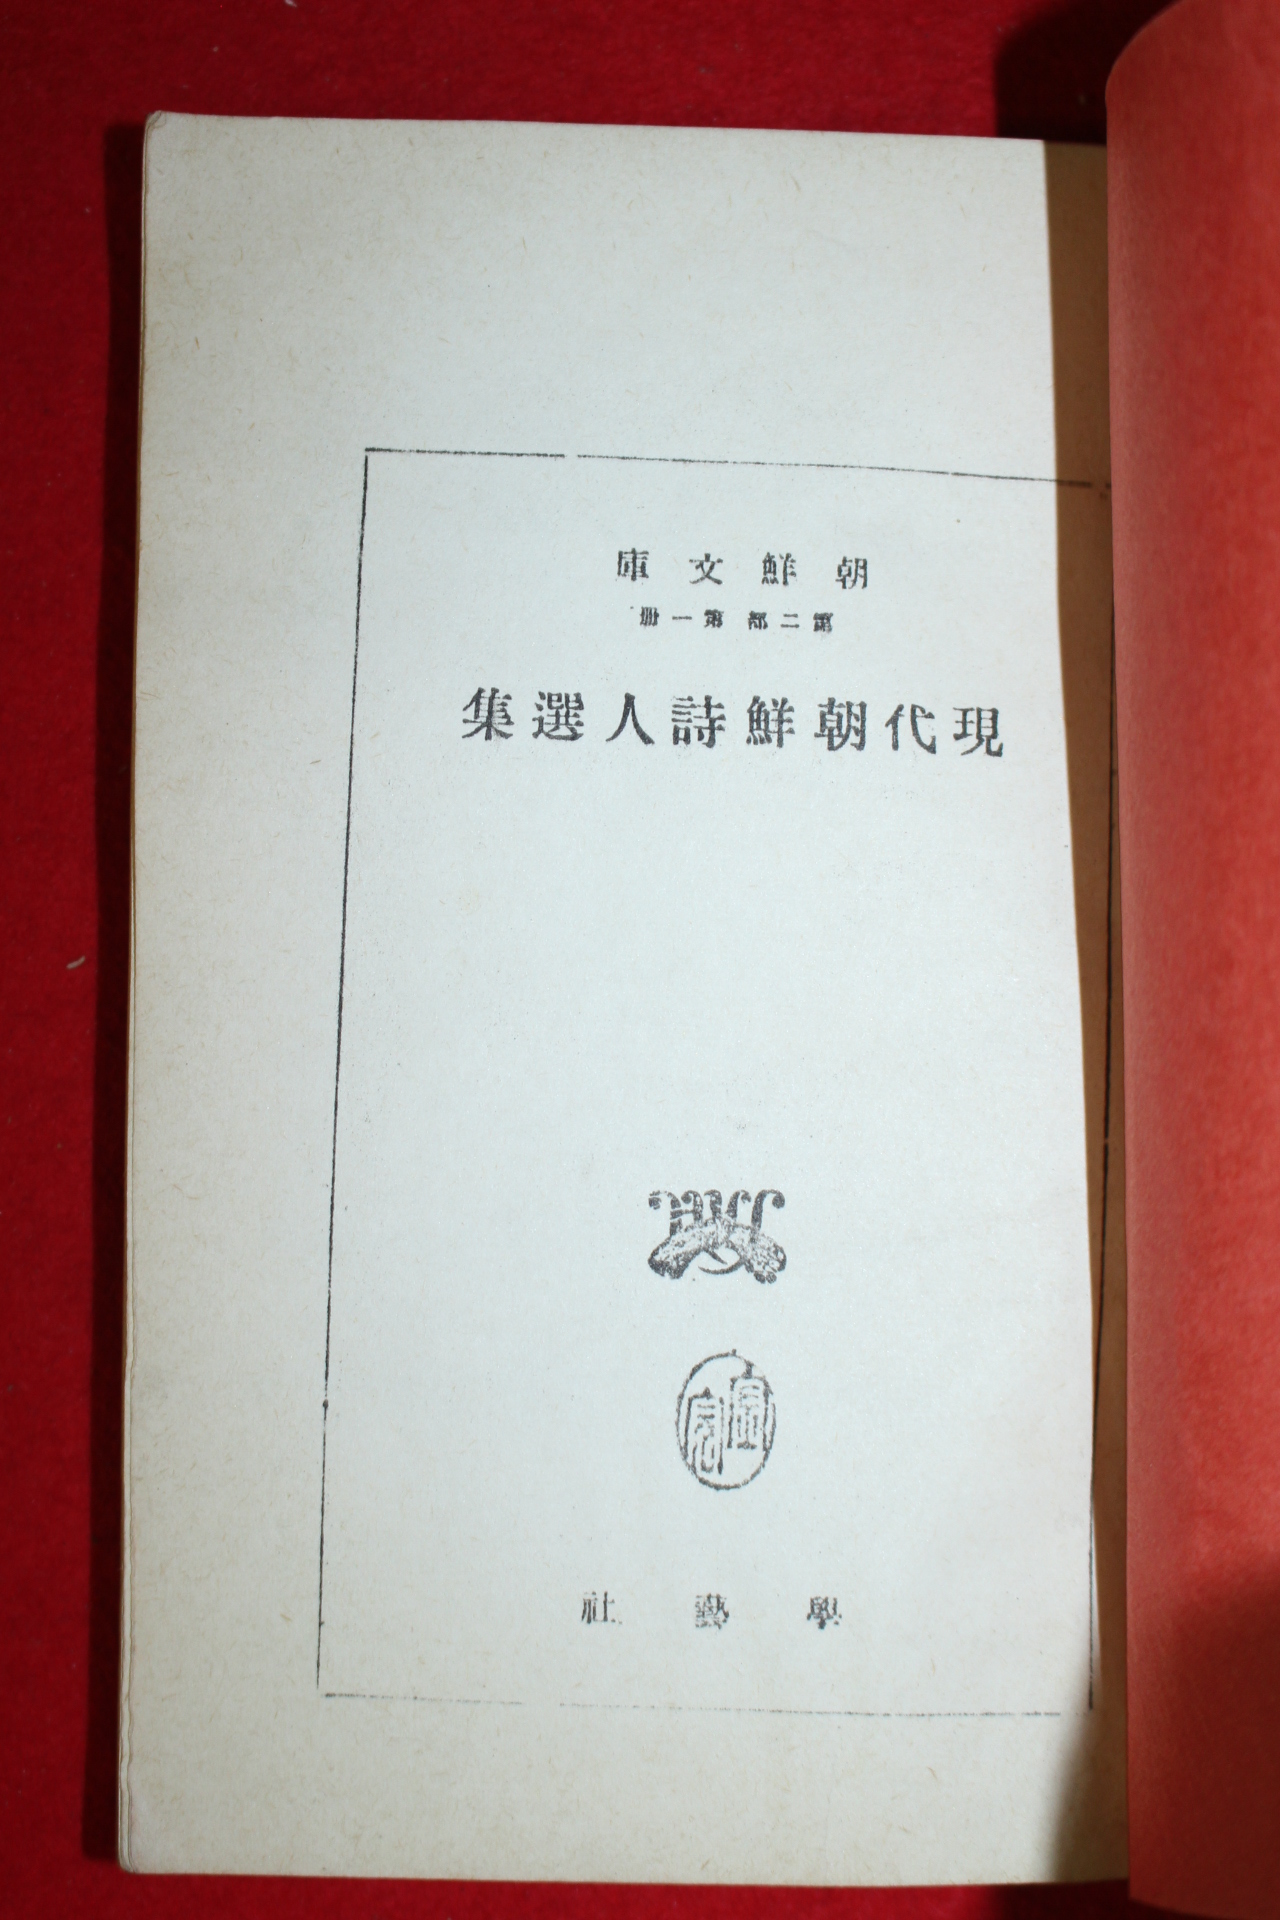 朝鮮文庫
第二部 第一冊
現代朝鮮詩人選集
學藝社